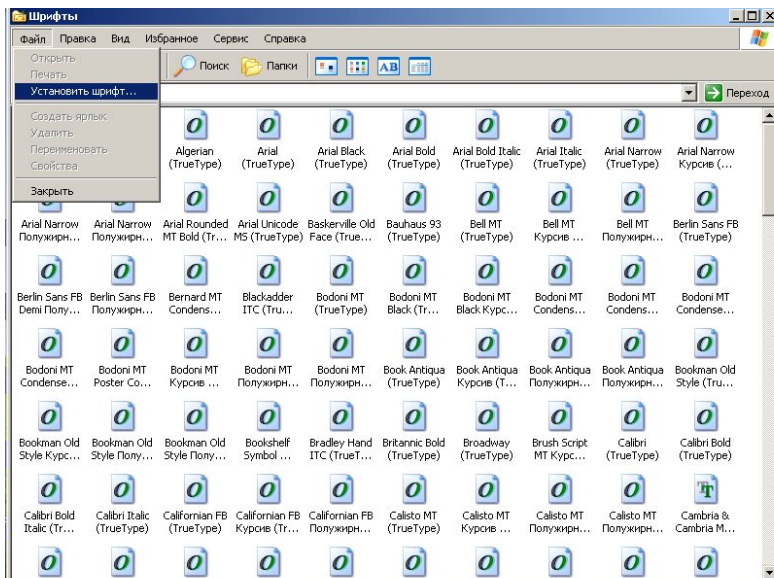 Шрифты
Файл Правка Вид Избранное Сервис Справка
Открыть
Печать
Установить шрифт...
Создать ярлык
Удалить
Переименовать
Свойства
Закрыть
Поиск Папки
Переход
Algerian Arial Arial Black Arial Bold Arial Bold Italic Arial Italic Arial Narrow Arial Narrow
(TrueType) (TrueType) (TrueType) (TrueType) (TrueType) (TrueType) (TrueType) Курсив (...
Arial Narrow Arial Narrow Arial Rounded Arial Unicode Baskerville Old Bauhaus 93 Bell MT Bell MT Bell MT Berlin Sans FB
Полужирн... Полужирн... MT Bold (Tr... MS (TrueType) Face (True... (TrueType) (TrueType) Курсив ... Полужирн... (TrueType)
Berlin Sans FB Berlin Sans FB Bernard MT Blackadder Bodoni MT Bodoni MT Bodoni MT Bodoni MT Bodoni MT Bodoni MT
Demi Полу... Полужирн... Condens... ITC (Tru... (TrueType) Black (Tr... Black Курс... Condens... Condens... Condense...
Bodoni MT Bodoni MT Bodoni MT Bodoni MT Bodoni MT Book Antiqua Book Antiqua Book Antiqua Book Antiqua Bookman Old
Condense... Poster Co... Курсив ... Полужирн... Полужирн... (TrueType) Курсив (T... Полужирн... Полужирн... Style (Tru...
Bookman Old Bookman Old Bookman Old Bookshelf Bradley Hand Britannic Bold Broadway Brush Script Calibri Calibri Bold
Style Курс... Style Полу... Style Полу... Symbol ... ITC (TrueT... (TrueType) (TrueType) MT Курс... (TrueType) (TrueType)
Calibri Bold Calibri Italic Californian FB Californian FB Californian FB Calisto MT Calisto MT Calisto MT Calisto MT Cambria &
Italic (Tr... (TrueType) (TrueType) Курсив (Tr... Полужирн... (TrueType) Курсив ... Полужирн... Полужирн... Cambria M...